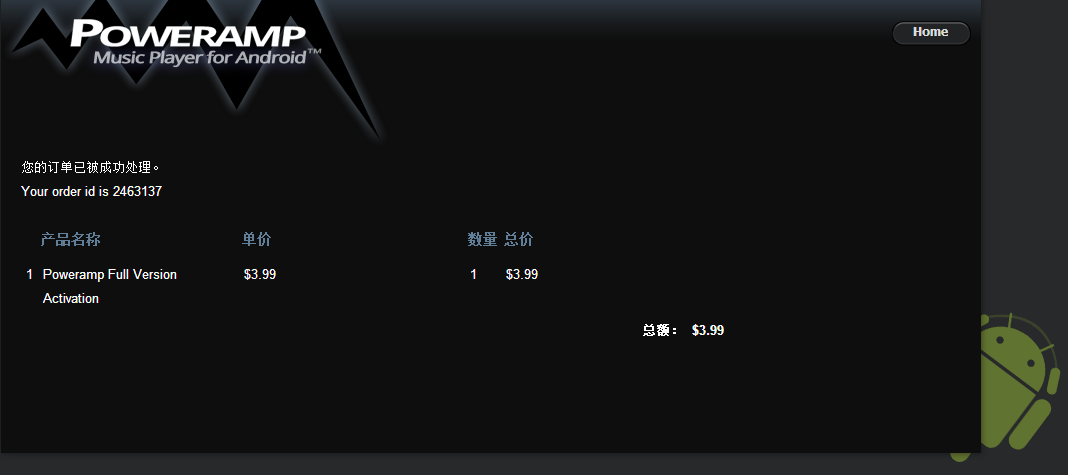 POWERAMP
Music Player for Android™
Home
您的订单已被成功处理。
Your order id is 2463137
产品名称 单价 数量 总价
1 Poweramp Full Version $3.99 1 $3.99
Activation
总额： $3.99